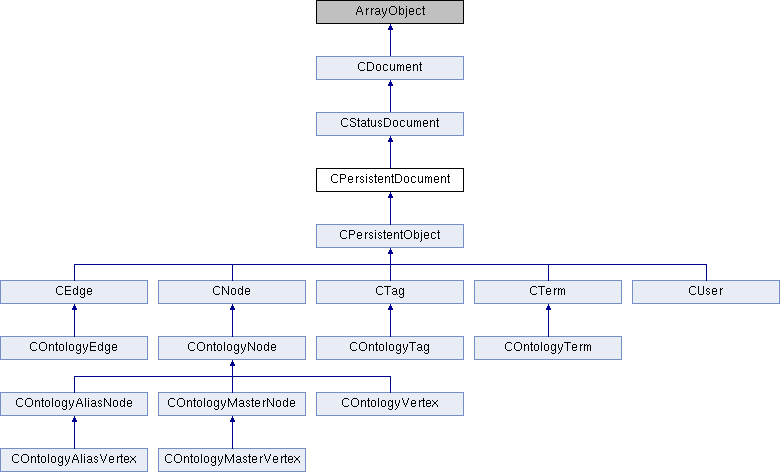 ArrayObject
CDocument
CStatusDocument
CPersistentDocument
CPersistentObject
CEdge
CNode
CTag
CTerm
CUser
COntologyEdge
COntologyNode
COntologyTag
COntologyTerm
COntologyAliasNode
COntologyMasterNode
COntologyVertex
COntologyAliasVertex
COntologyMasterVertex